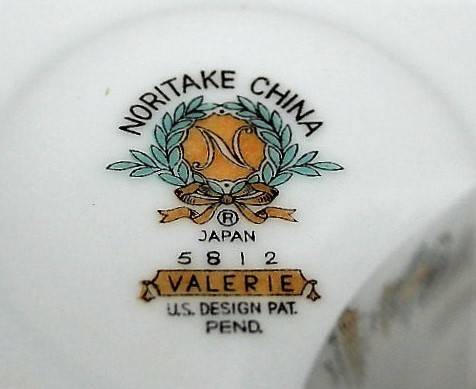 NORITAKE CHINA
N
®
JAPAN
5812
VALERIE
U.S. DESIGN PAT.
PEND.